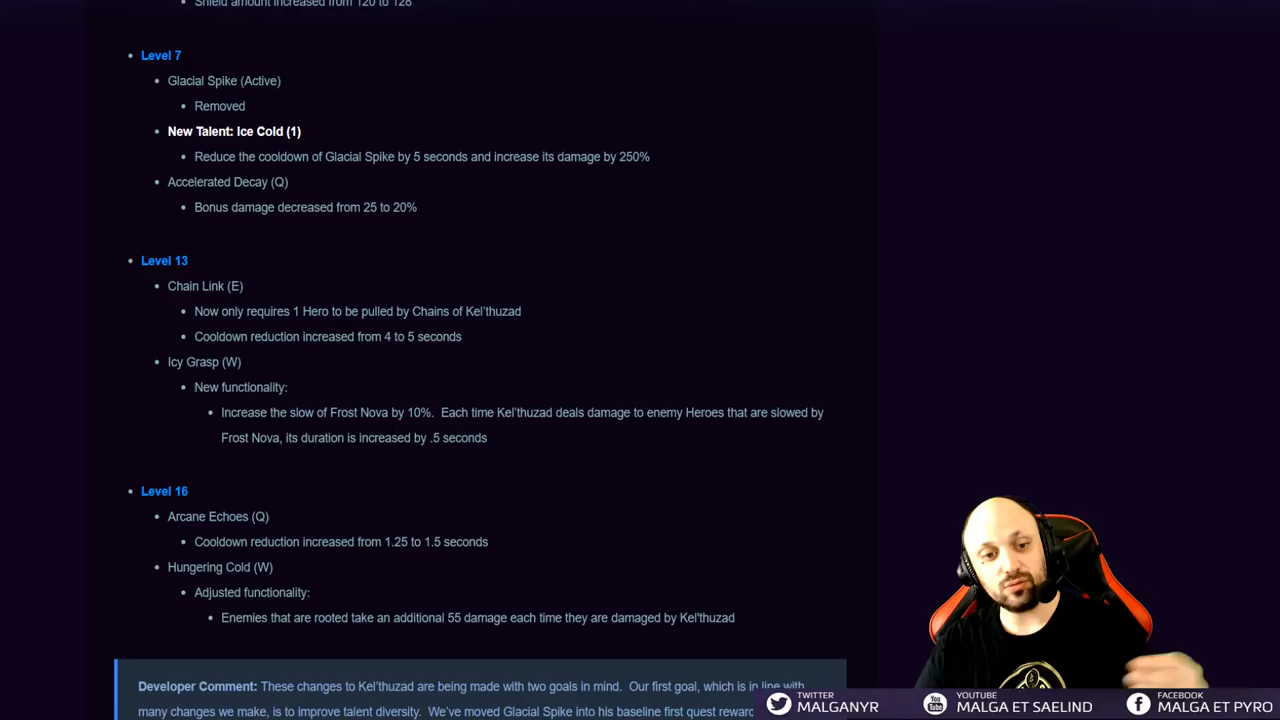 Shield amount increased from 120 to 128
Level 7
Glacial Spike (Active)
Removed
New Talent: Ice Cold (1)
Reduce the cooldown of Glacial Spike by 5 seconds and increase its damage by 250%
Accelerated Decay (Q)
Bonus damage decreased from 25 to 20%
Level 13
Chain Link (E)
Now only requires 1 Hero to be pulled by Chains of Kel'thuzad
Cooldown reduction increased from 4 to 5 seconds
Icy Grasp (W)
New functionality:
Increase the slow of Frost Nova by 10%. Each time Kel'thuzad deals damage to enemy Heroes that are slowed by
Frost Nova, its duration is increased by .5 seconds
Level 16
Arcane Echoes (Q)
Cooldown reduction increased from 1.25 to 1.5 seconds
Hungering Cold (W)
Adjusted functionality:
Enemies that are rooted take an additional 55 damage each time they are damaged by Kel'thuzad
Developer Comment: These changes to Kel'thuzad are being made with two goals in mind. Our first goal, which is in line with
many changes we make, is to improve talent diversity. We've moved Glacial Spike into his baseline first quest reward
TWITTER
MALGANYR
You Tube
YOUTUBE
MALGA ET SAELIND
FACEBOOK
MALGA ET PYRO